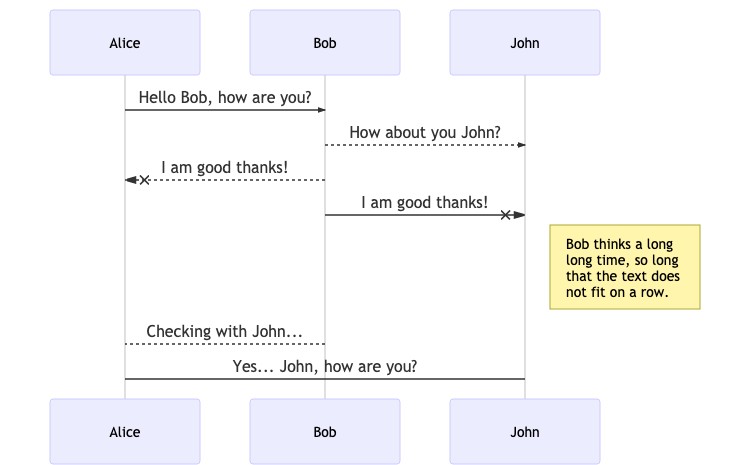 Alice
Bob
John
Hello Bob, how are you?
How about you John?
I am good thanks!
I am good thanks!
Bob thinks a long
long time, so long
that the text does
not fit on a row.
Checking with John...
Yes... John, how are you?
Alice
Bob
John